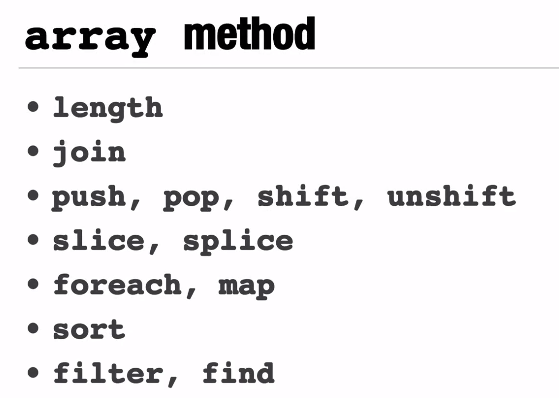 array method
• length
• join
• push, pop, shift, unshift
• slice, splice
• foreach, map
• sort
• filter, find